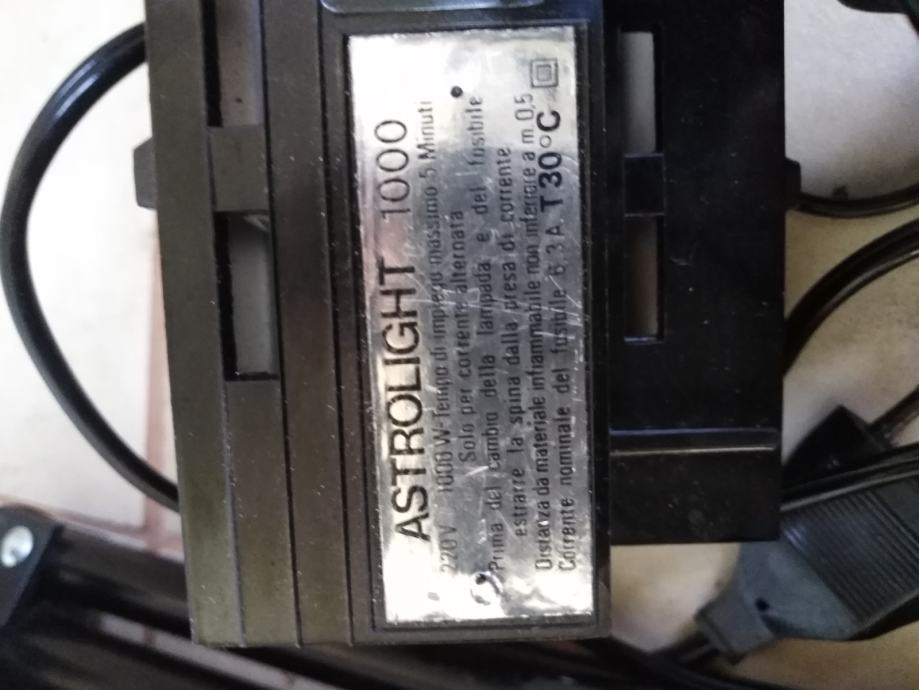 ASTROLIGHT 1000
220V 1000 W-Tempo di impiego massimo 5 Minuti
Solo per corrente alternata
Prima del cambio della lampada e del fusibile
estrarre la spina dalla presa di corrente
Distanza da materiale infiammabile non inferiore a m. 0,5
Corrente nominale del fusibile 6,3 A. T30°C